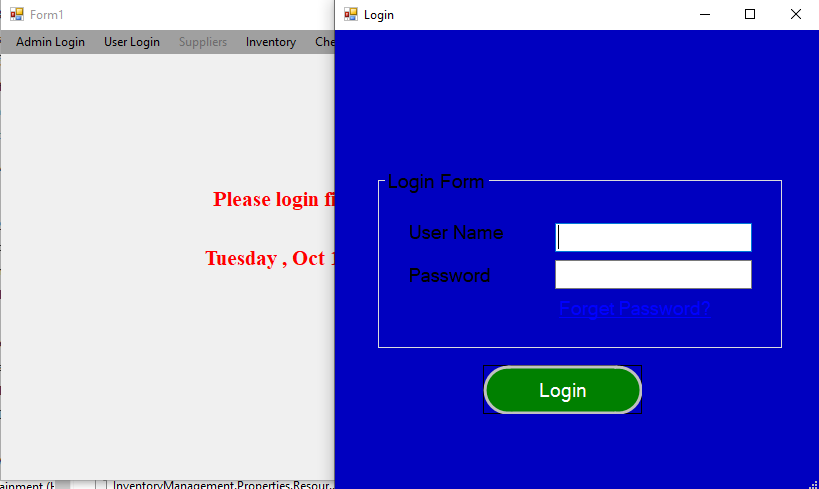 Form1
Admin Login User Login Suppliers Inventory Che
Please login fi
Tuesday , Oct 1
Login
Login Form
User Name
Password
Forget Password?
Login
ainment (I
InventoryManagement.Properties.Resour..